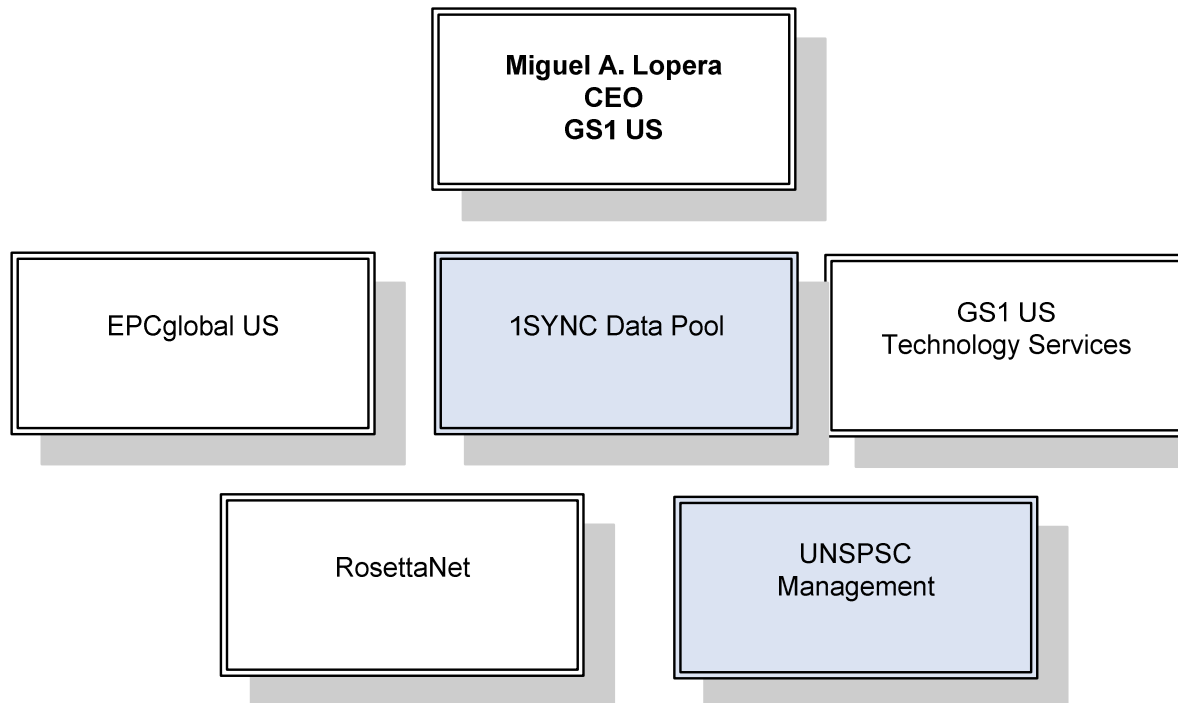 Miguel A. Lopera
CEO
GS1 US
EPCglobal US
1SYNC Data Pool
GS1 US
Technology Services
RosettaNet
UNSPSC
Management